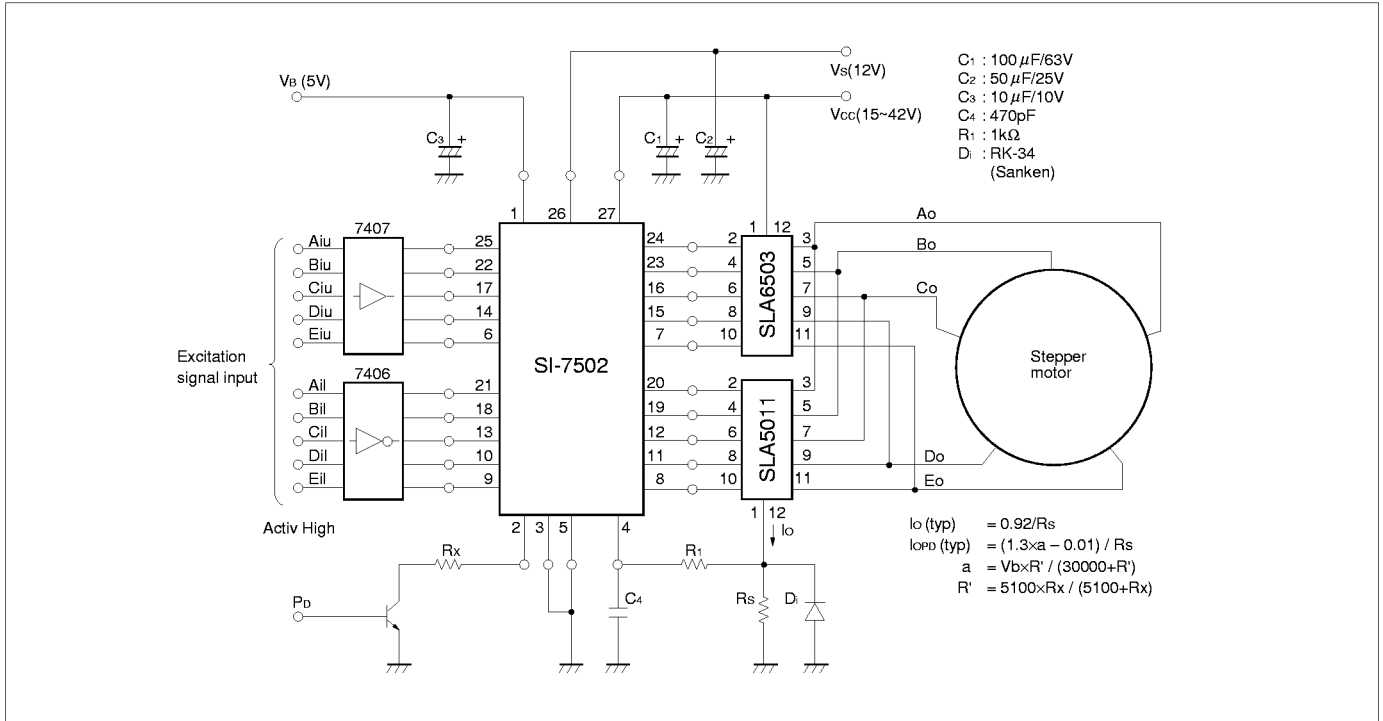 VB (5V)
VS(12V)
VCC(15~42V)
C1 : 100 μF/63V
C2 : 50 μF/25V
C3 : 10 μF/10V
C4 : 470pF
R1 : 1kΩ
Di : RK-34
(Sanken)
C3 +
C1 +
C2 +
1 26 27
7407
Aiu 25
Biu 22
Ciu 17
Diu 14
Eiu 6
Excitation
signal input
7406
Ail 21
Bil 18
Cil 13
Dil 10
Eil 9
Activ High
SI-7502
24 2
23 4
16 6
15 8
7 10
20 2
19 4
12 6
11 8
8 10
1 12
SLA6503
3
5
7
9
11
SLA5011
3
5
7
9
11
1 12
Io
Ao
Bo
Co
Do
Eo
Stepper
motor
2 3 5 4
Rx
PD
C4
R1
Rs
Di
Io (typ) = 0.92/Rs
IOPD (typ) = (1.3×a – 0.01) / Rs
a = Vb×R' / (30000+R')
R' = 5100×Rx / (5100+Rx)